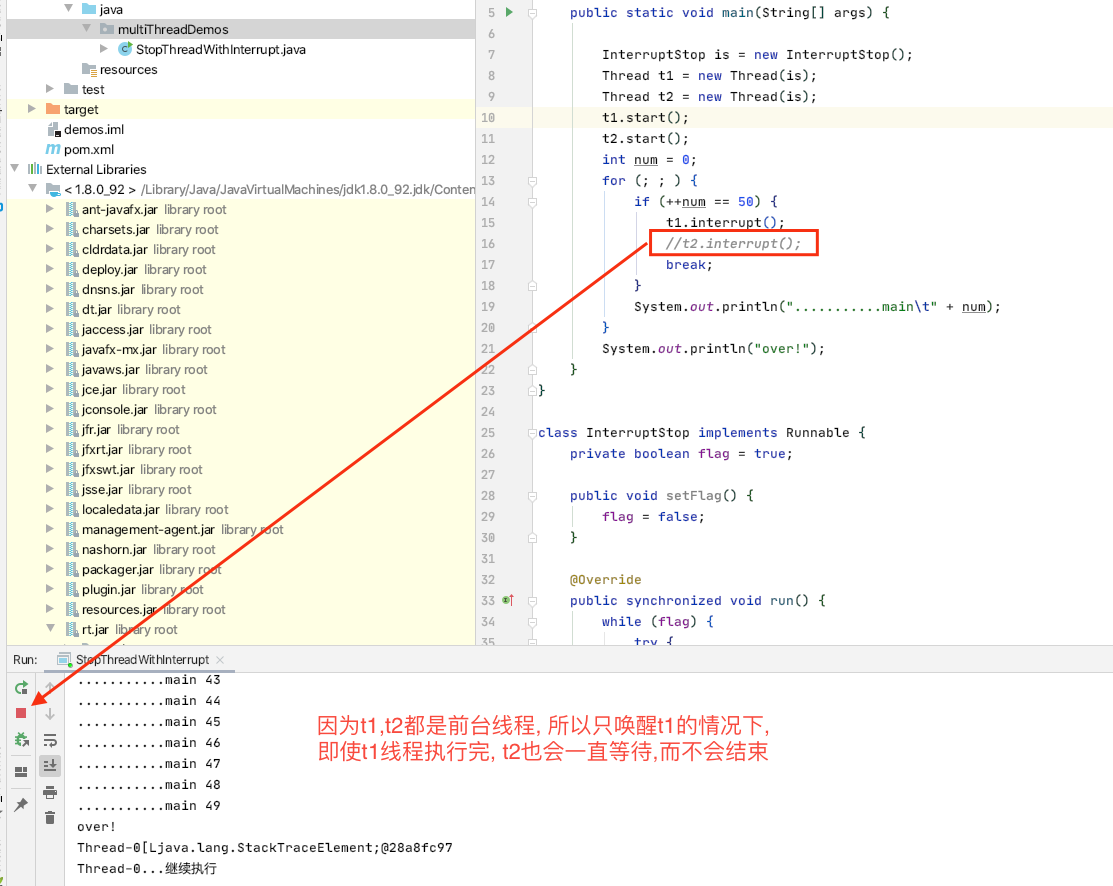 java
multiThreadDemos
StopThreadWithInterrupt.java
resources
test
target
demos.iml
pom.xml
External Libraries
< 1.8.0_92 > /Library/Java/JavaVirtualMachines/jdk1.8.0_92.jdk/Conten
ant-javafx.jar library root
charsets.jar library root
cldrdata.jar library root
deploy.jar library root
dnsns.jar library root
dt.jar library root
jaccess.jar library root
javafx-mx.jar library root
javaws.jar library root
jce.jar library root
jconsole.jar library root
jfr.jar library root
jfxrt.jar library root
jfxswt.jar library root
jsse.jar library root
localedata.jar library root
management-agent.jar library root
nashorn.jar library root
packager.jar library root
plugin.jar library root
resources.jar library root
rt.jar library root
5 public static void main(String[] args) {
6
7 InterruptStop is = new InterruptStop();
8 Thread t1 = new Thread(is);
9 Thread t2 = new Thread(is);
10 t1.start();
11 t2.start();
12 int num = 0;
13 for (; ; ) {
14 if (++num == 50) {
15 t1.interrupt();
16 //t2.interrupt();
17 break;
18 }
19 System.out.println("...........main\t" + num);
20 }
21 System.out.println("over!");
22 }
23 }
24
25 class InterruptStop implements Runnable {
26 private boolean flag = true;
27
28 public void setFlag() {
29 flag = false;
30 }
31
32 @Override
33 public synchronized void run() {
34 while (flag) {
35 try {
Run: StopThreadWithInterrupt
...........main 43
...........main 44
...........main 45
...........main 46
...........main 47
...........main 48
...........main 49
over!
Thread-0[Ljava.lang.StackTraceElement;@28a8fc97
Thread-0...继续执行
因为t1,t2都是前台线程, 所以只唤醒t1的情况下,
即使t1线程执行完, t2也会一直等待,而不会结束